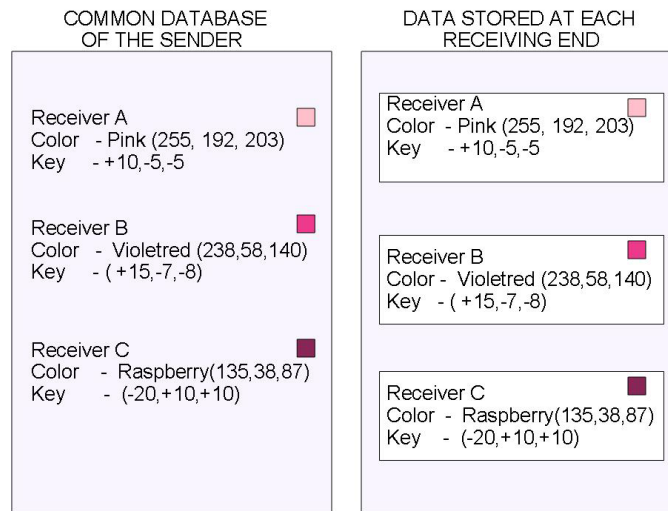 COMMON DATABASE
OF THE SENDER
Receiver A
Color - Pink (255, 192, 203)
Key - +10,-5,-5
Receiver B
Color - Violetred (238,58,140)
Key - ( +15,-7,-8)
Receiver C
Color - Raspberry(135,38,87)
Key - (-20,+10,+10)
DATA STORED AT EACH
RECEIVING END
Receiver A
Color - Pink (255, 192, 203)
Key - +10,-5,-5
Receiver B
Color - Violetred (238,58,140)
Key - ( +15,-7,-8)
Receiver C
Color - Raspberry(135,38,87)
Key - (-20,+10,+10)